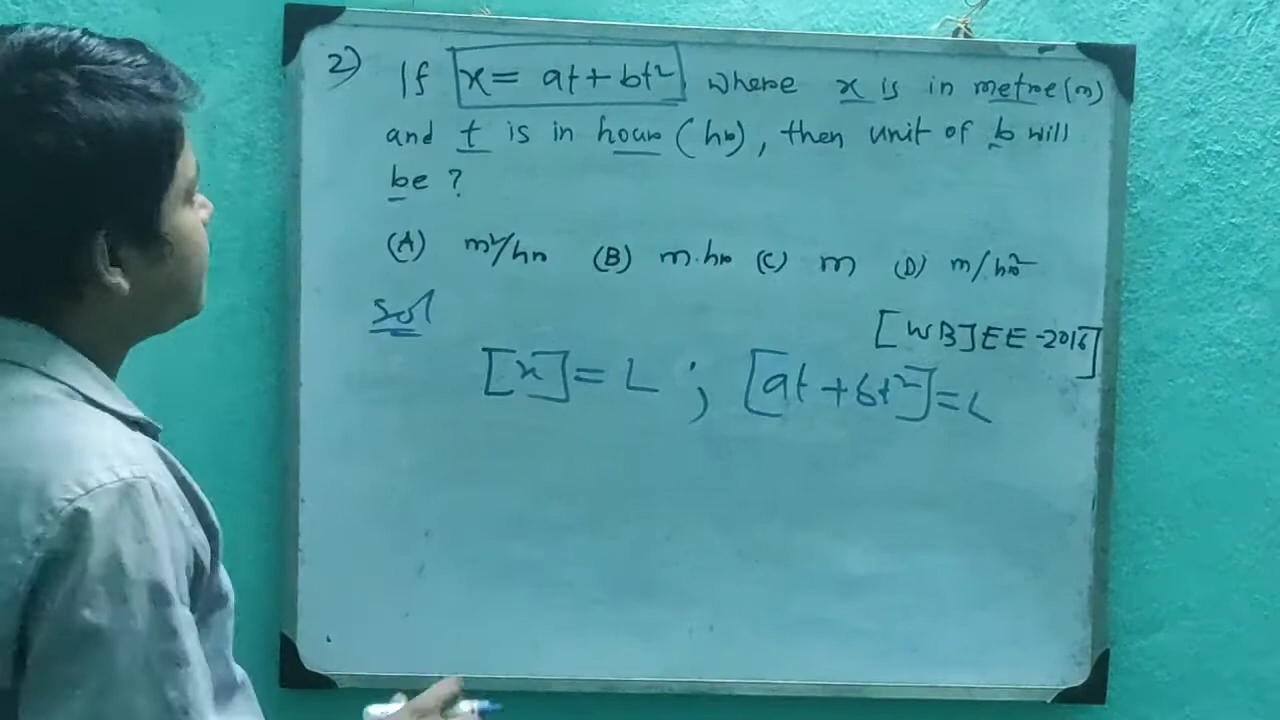 2) If x = at + bt² where x is in metre (m)
and t is in hour (hr), then unit of b will
be ?
(A) m²/hr (B) m.hr (C) m (D) m/hr²
Sol
[WBJEE-2016]
[x] = L ; [at + bt²] = L